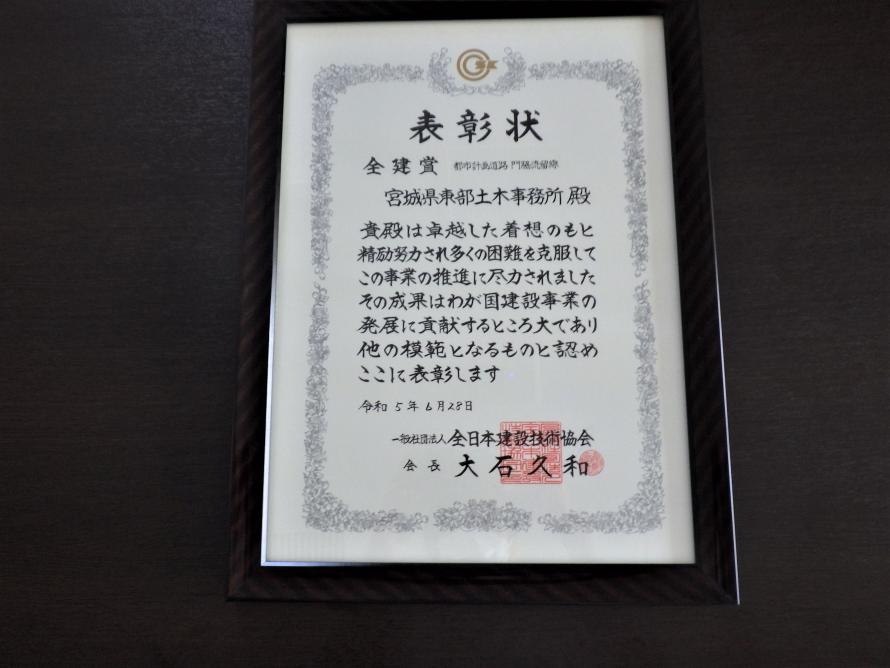 表彰状
全建賞 都市計画道路 門脇流留線
宮城県東部土木事務所 殿
貴殿は卓越した着想のもと
精励努力され多くの困難を克服して
この事業の推進に尽力されました
その成果はわが国建設事業の
発展に貢献するところ大であり
他の模範となるものと認め
ここに表彰します
令和5年6月28日
一般社団法人 全日本建設技術協会
会長 大石久和